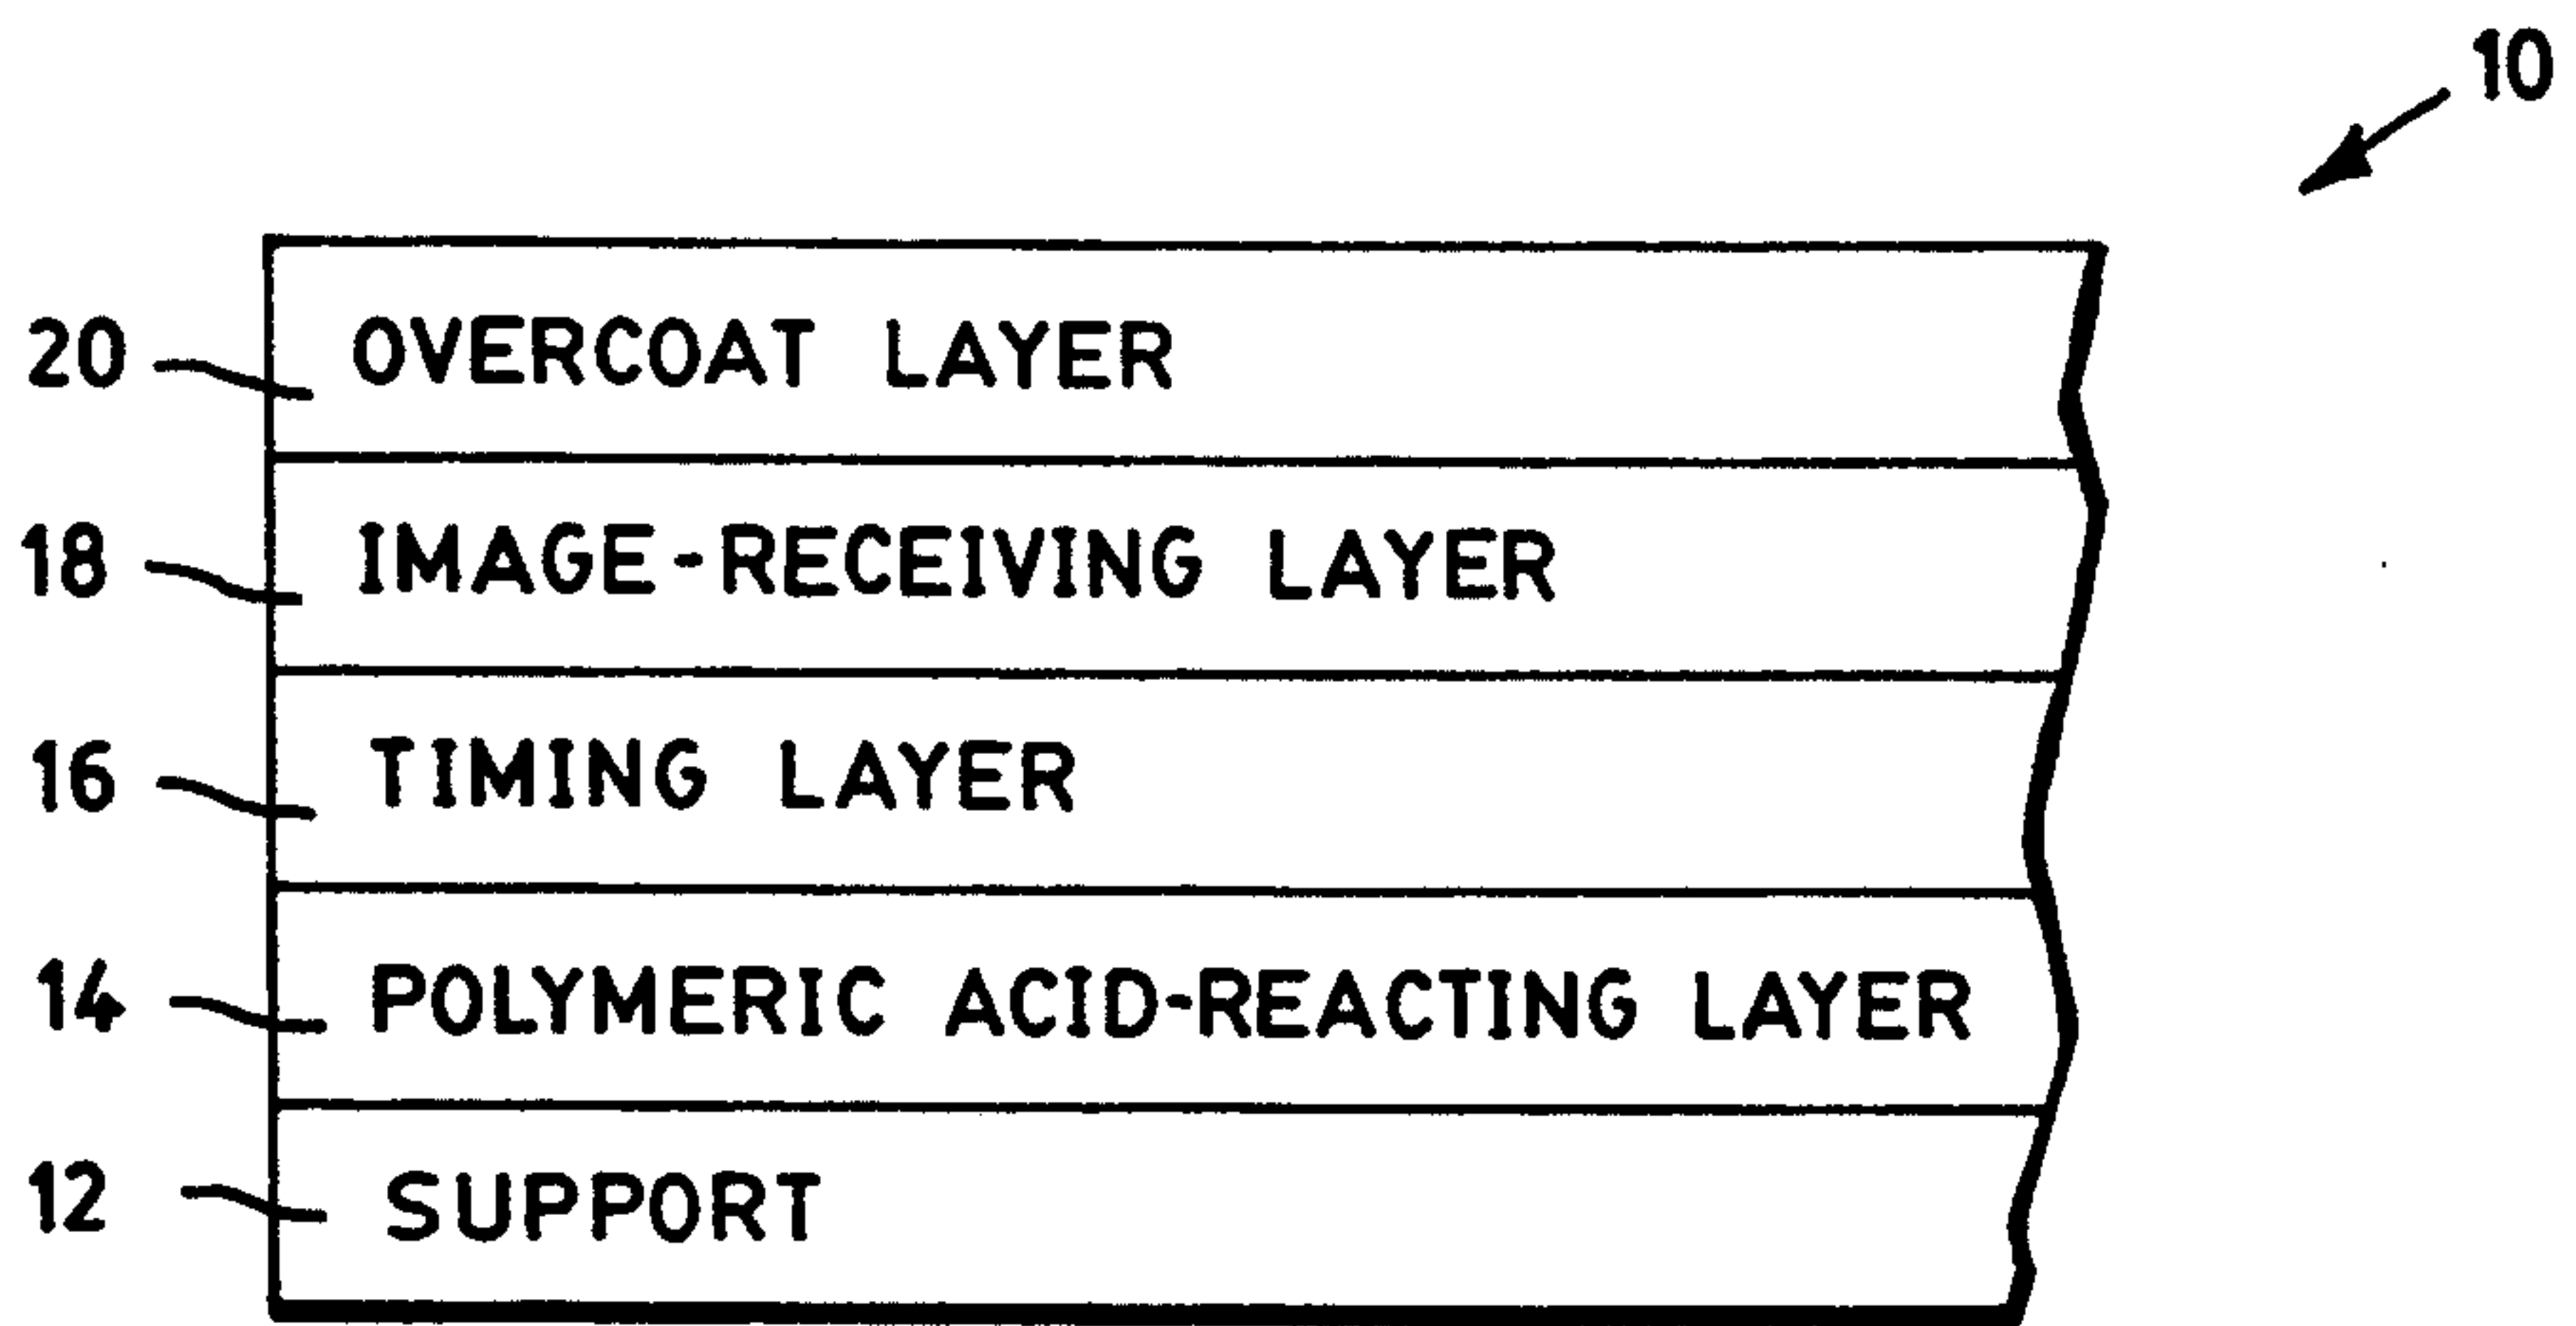 10
20 OVERCOAT LAYER
18 IMAGE-RECEIVING LAYER
16 TIMING LAYER
14 POLYMERIC ACID-REACTING LAYER
12 SUPPORT